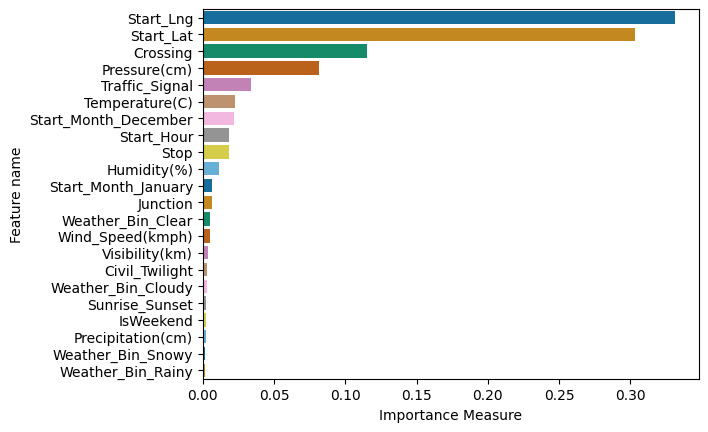 Start_Lng
Start_Lat
Crossing
Pressure(cm)
Traffic_Signal
Temperature(C)
Start_Month_December
Start_Hour
Stop
Humidity(%)
Start_Month_January
Junction
Weather_Bin_Clear
Wind_Speed(kmph)
Visibility(km)
Civil_Twilight
Weather_Bin_Cloudy
Sunrise_Sunset
IsWeekend
Precipitation(cm)
Weather_Bin_Snowy
Weather_Bin_Rainy
Feature name
0.00 0.05 0.10 0.15 0.20 0.25 0.30
Importance Measure